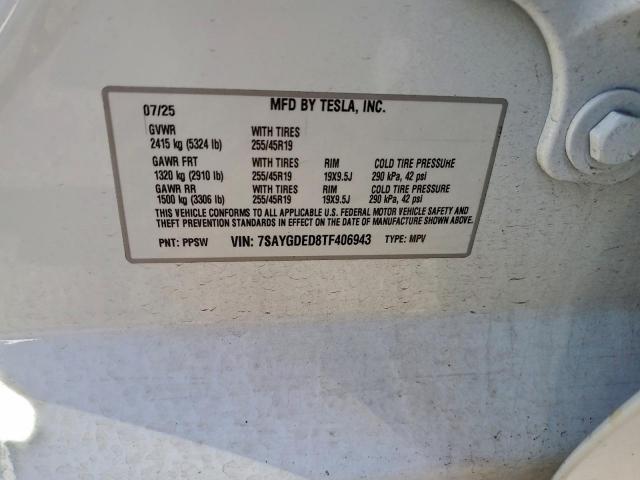 07/25 MFD BY TESLA, INC.
GVWR WITH TIRES
2415 kg (5324 lb) 255/45R19
GAWR FRT WITH TIRES RIM COLD TIRE PRESSUHE
1320 kg (2910 lb) 255/45R19 19X9.5J 290 kPa, 42 psi
GAWR RR WITH TIRES RIM COLD TIRE PRESSURE
1500 kg (3306 lb) 255/45R19 19X9.5J 290 kPa, 42 psi
THIS VEHICLE CONFORMS TO ALL APPLICABLE U.S. FEDERAL MOTOR VEHICLE SAFETY AND
THEFT PREVENTION STANDARDS IN EFFECT ON THE DATE OF MANUFACTURE SHOWN ABOVE.
PNT: PPSW VIN: 7SAYGDED8TF406943 TYPE: MPV